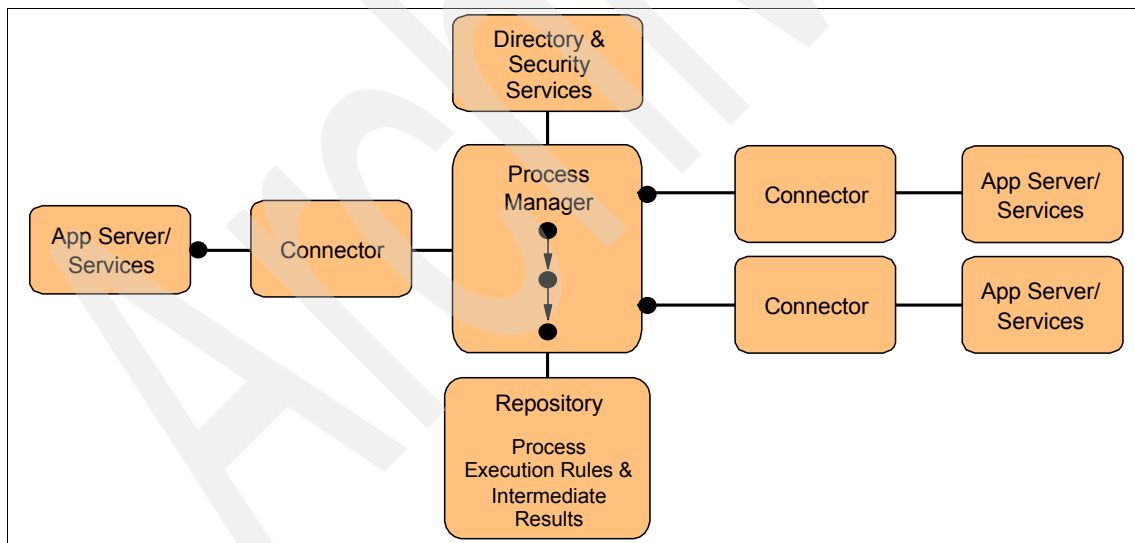 Directory &
Security
Services
Process
Manager
App Server/
Services
Connector
Connector
App Server/
Services
Connector
App Server/
Services
Repository
Process
Execution Rules &
Intermediate
Results